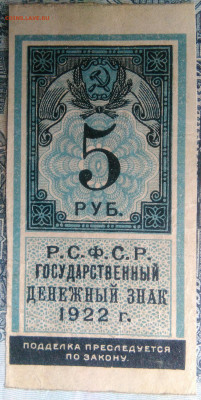 5
РУБ.
Р.С.Ф.С.Р.
ГОСУДАРСТВЕННЫЙ
ДЕНЕЖНЫЙ ЗНАК
1922 г.
ПОДДЕЛКА ПРЕСЛЕДУЕТСЯ
ПО ЗАКОНУ.